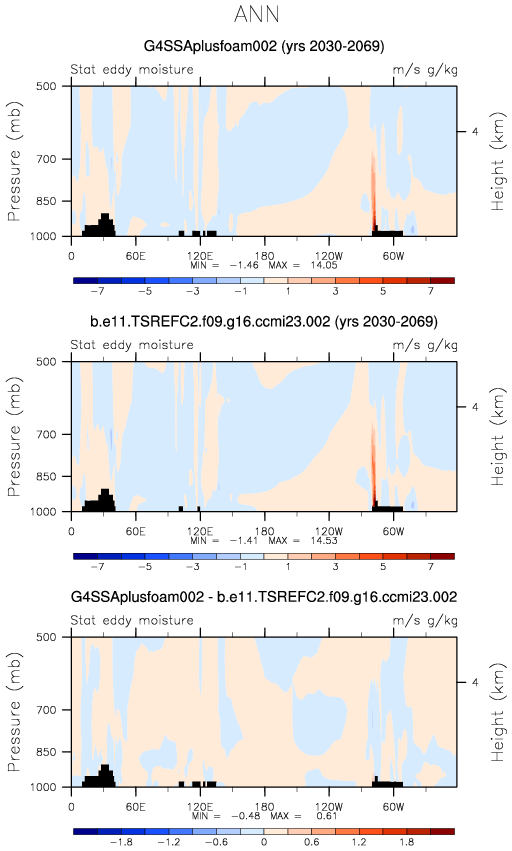 ANN
G4SSAplusfoam002 (yrs 2030-2069)
Stat eddy moisture m/s g/kg
500
700
850
1000
Pressure (mb)
4
Height (km)
0 60E 120E 180 120W 60W
MIN = -1.46 MAX = 14.05
-7 -5 -3 -1 1 3 5 7
b.e11.TSREFC2.f09.g16.ccmi23.002 (yrs 2030-2069)
Stat eddy moisture m/s g/kg
500
700
850
1000
Pressure (mb)
4
Height (km)
0 60E 120E 180 120W 60W
MIN = -1.41 MAX = 14.53
-7 -5 -3 -1 1 3 5 7
G4SSAplusfoam002 - b.e11.TSREFC2.f09.g16.ccmi23.002
Stat eddy moisture m/s g/kg
500
700
850
1000
Pressure (mb)
4
Height (km)
0 60E 120E 180 120W 60W
MIN = -0.48 MAX = 0.61
-1.8 -1.2 -0.6 0 0.6 1.2 1.8